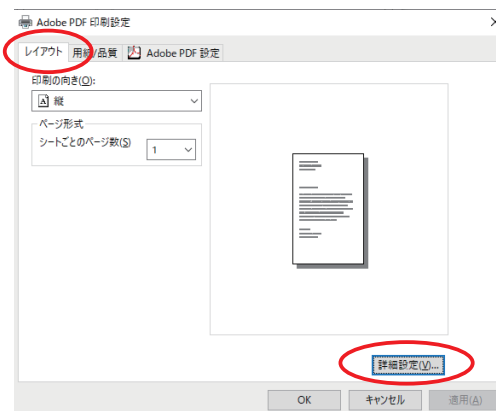 Adobe PDF 印刷設定
レイアウト 用紙/品質 Adobe PDF 設定
印刷の向き(O):
A 縦
ページ形式
シートごとのページ数(S) 1
詳細設定(V)...
OK キャンセル 適用(A)